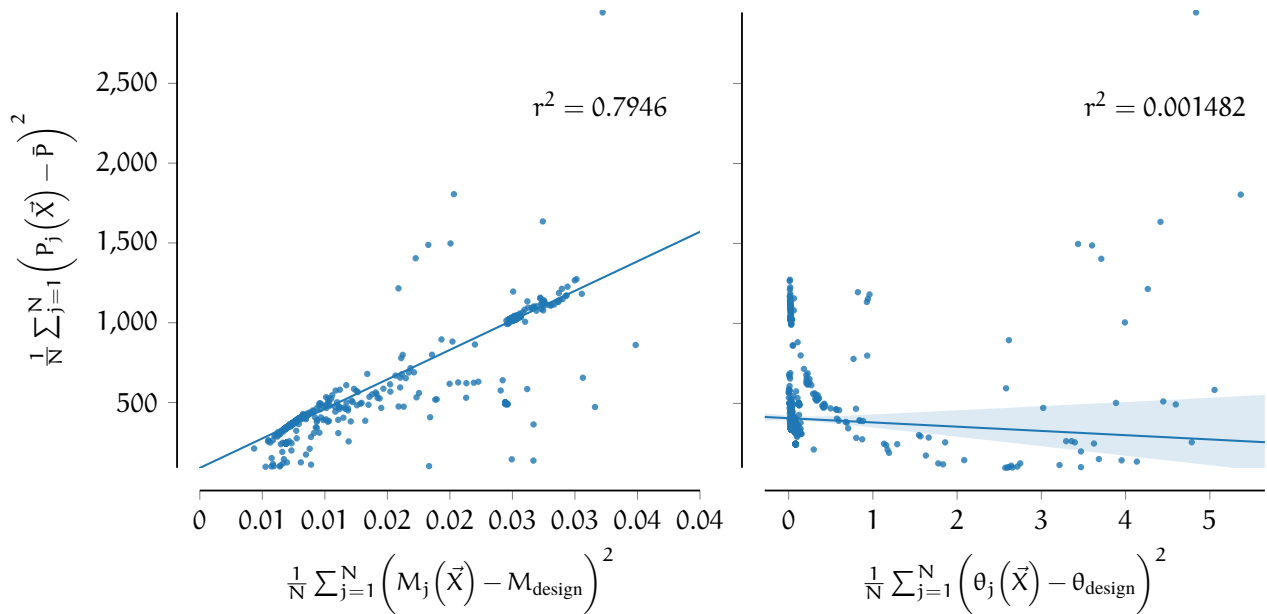 2,500
2,000
1,500
1,000
500
1/N ∑_{j=1}^{N} (P_j(X⃗) − P̄)^2
r² = 0.7946
r² = 0.001482
0 0.01 0.01 0.02 0.02 0.03 0.03 0.04 0.04
0 1 2 3 4 5
1/N ∑_{j=1}^{N} (M_j(X⃗) − M_design)^2
1/N ∑_{j=1}^{N} (θ_j(X⃗) − θ_design)^2